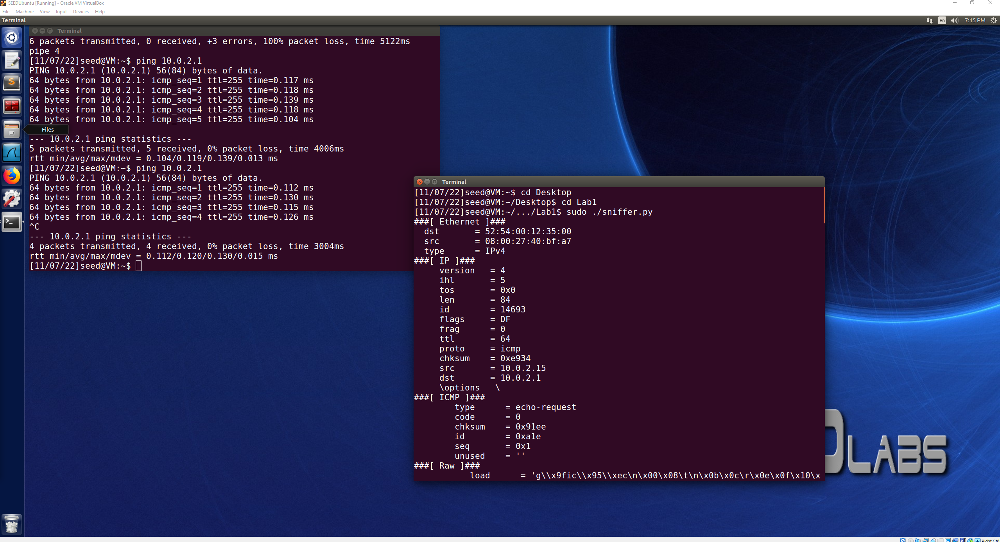 SEEDUbuntu [Running] - Oracle VM VirtualBox
File Machine View Input Devices Help
Terminal
En 7:15 PM
Terminal
6 packets transmitted, 0 received, +3 errors, 100% packet loss, time 5122ms
pipe 4
[11/07/22]seed@VM:~$ ping 10.0.2.1
PING 10.0.2.1 (10.0.2.1) 56(84) bytes of data.
64 bytes from 10.0.2.1: icmp_seq=1 ttl=255 time=0.117 ms
64 bytes from 10.0.2.1: icmp_seq=2 ttl=255 time=0.118 ms
64 bytes from 10.0.2.1: icmp_seq=3 ttl=255 time=0.139 ms
64 bytes from 10.0.2.1: icmp_seq=4 ttl=255 time=0.118 ms
64 bytes from 10.0.2.1: icmp_seq=5 ttl=255 time=0.104 ms
Files
--- 10.0.2.1 ping statistics ---
5 packets transmitted, 5 received, 0% packet loss, time 4006ms
rtt min/avg/max/mdev = 0.104/0.119/0.139/0.013 ms
[11/07/22]seed@VM:~$ ping 10.0.2.1
PING 10.0.2.1 (10.0.2.1) 56(84) bytes of data.
64 bytes from 10.0.2.1: icmp_seq=1 ttl=255 time=0.112 ms
64 bytes from 10.0.2.1: icmp_seq=2 ttl=255 time=0.130 ms
64 bytes from 10.0.2.1: icmp_seq=3 ttl=255 time=0.115 ms
64 bytes from 10.0.2.1: icmp_seq=4 ttl=255 time=0.126 ms
^C
--- 10.0.2.1 ping statistics ---
4 packets transmitted, 4 received, 0% packet loss, time 3004ms
rtt min/avg/max/mdev = 0.112/0.120/0.130/0.015 ms
[11/07/22]seed@VM:~$
Terminal
[11/07/22]seed@VM:~$ cd Desktop
[11/07/22]seed@VM:~/Desktop$ cd Lab1
[11/07/22]seed@VM:~/.../Lab1$ sudo ./sniffer.py
###[ Ethernet ]###
dst = 52:54:00:12:35:00
src = 08:00:27:40:bf:a7
type = IPv4
###[ IP ]###
version = 4
ihl = 5
tos = 0x0
len = 84
id = 14693
flags = DF
frag = 0
ttl = 64
proto = icmp
chksum = 0xe934
src = 10.0.2.15
dst = 10.0.2.1
\options \
###[ ICMP ]###
type = echo-request
code = 0
chksum = 0x91ee
id = 0xa1e
seq = 0x1
unused = ''
###[ Raw ]###
load = 'g\\x9fic\\x95\\xec\n\x00\x08\t\n\x0b\x0c\r\x0e\x0f\x10\x
LABS
Right Ctrl